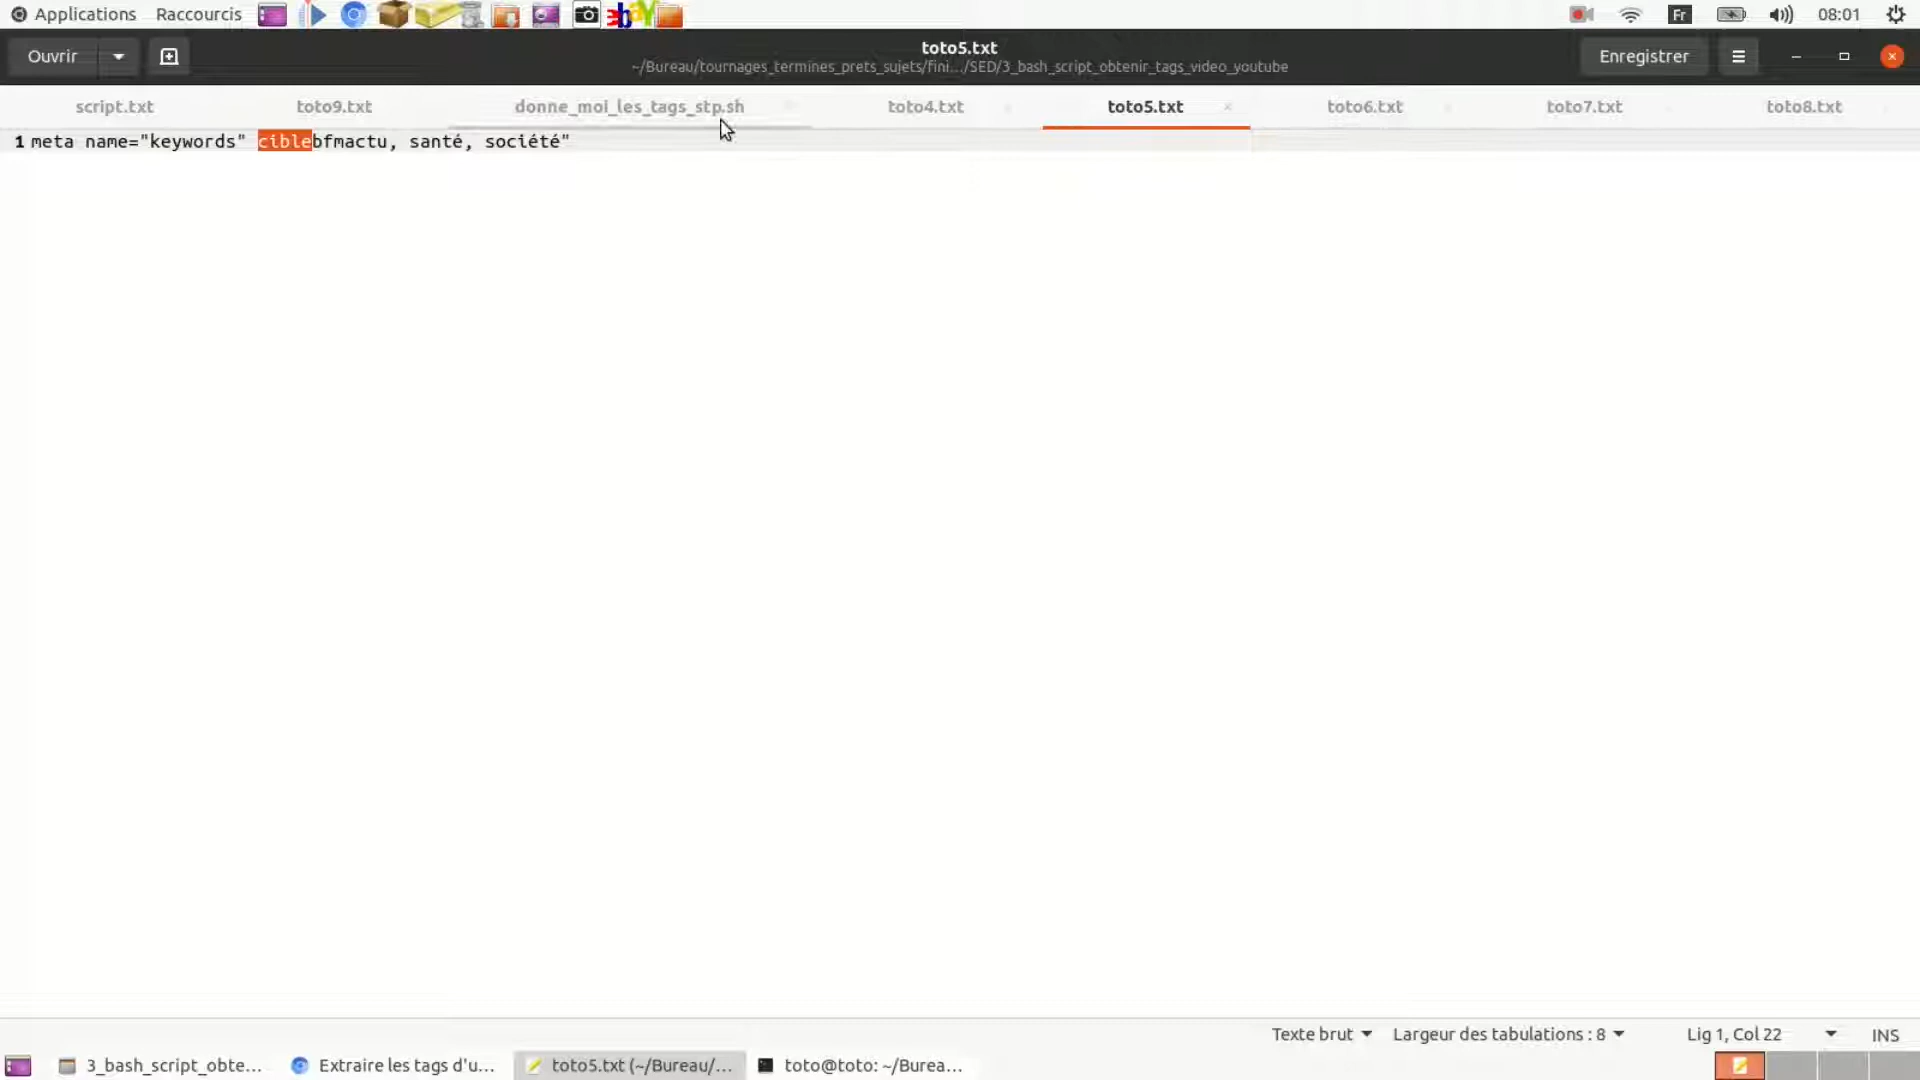 Applications Raccourcis ebaY Fr 08:01
Ouvrir toto5.txt Enregistrer
~/Bureau/tournages_termines_prets_sujets/fini…/SED/3_bash_script_obtenir_tags_video_youtube
script.txt toto9.txt donne_moi_les_tags_stp.sh toto4.txt toto5.txt toto6.txt toto7.txt toto8.txt
1 meta name="keywords" ciblebfmactu, santé, société"
Texte brut Largeur des tabulations : 8 Lig 1, Col 22 INS
3_bash_script_obte… Extraire les tags d'u… toto5.txt (~/Bureau/… toto@toto: ~/Burea…